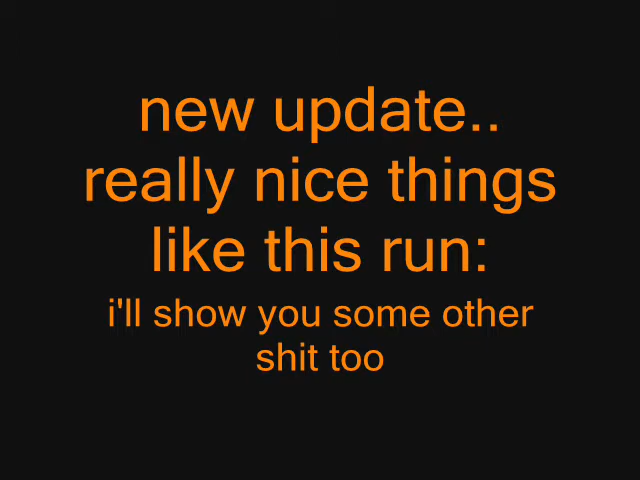 new update..
really nice things
like this run:
i'll show you some other
shit too